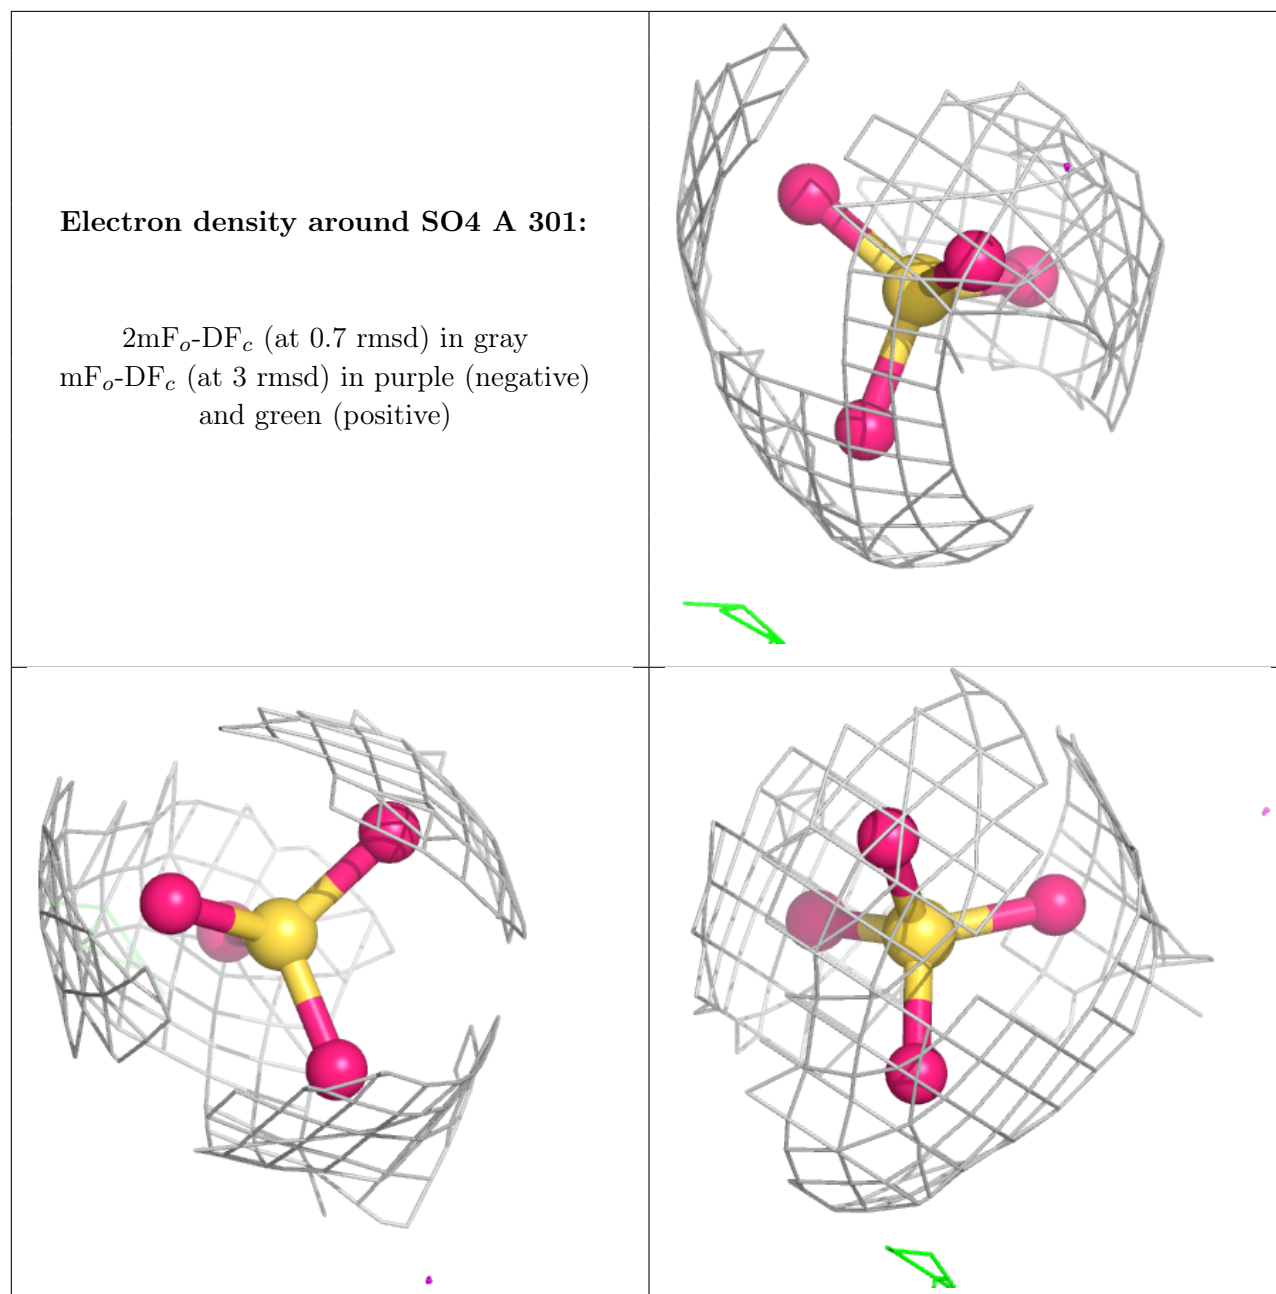 Electron density around SO4 A 301:
2mFo-DFc (at 0.7 rmsd) in gray
mFo-DFc (at 3 rmsd) in purple (negative)
and green (positive)